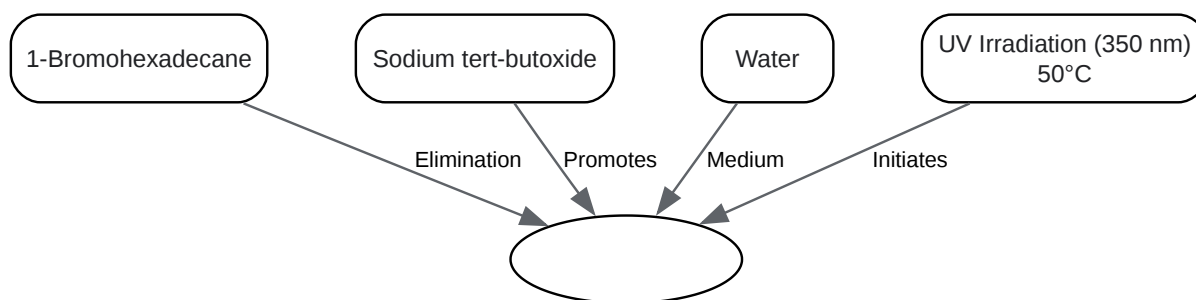 1-Bromohexadecane
Sodium tert-butoxide
Water
UV Irradiation (350 nm)
50°C
Elimination
Promotes
Medium
Initiates